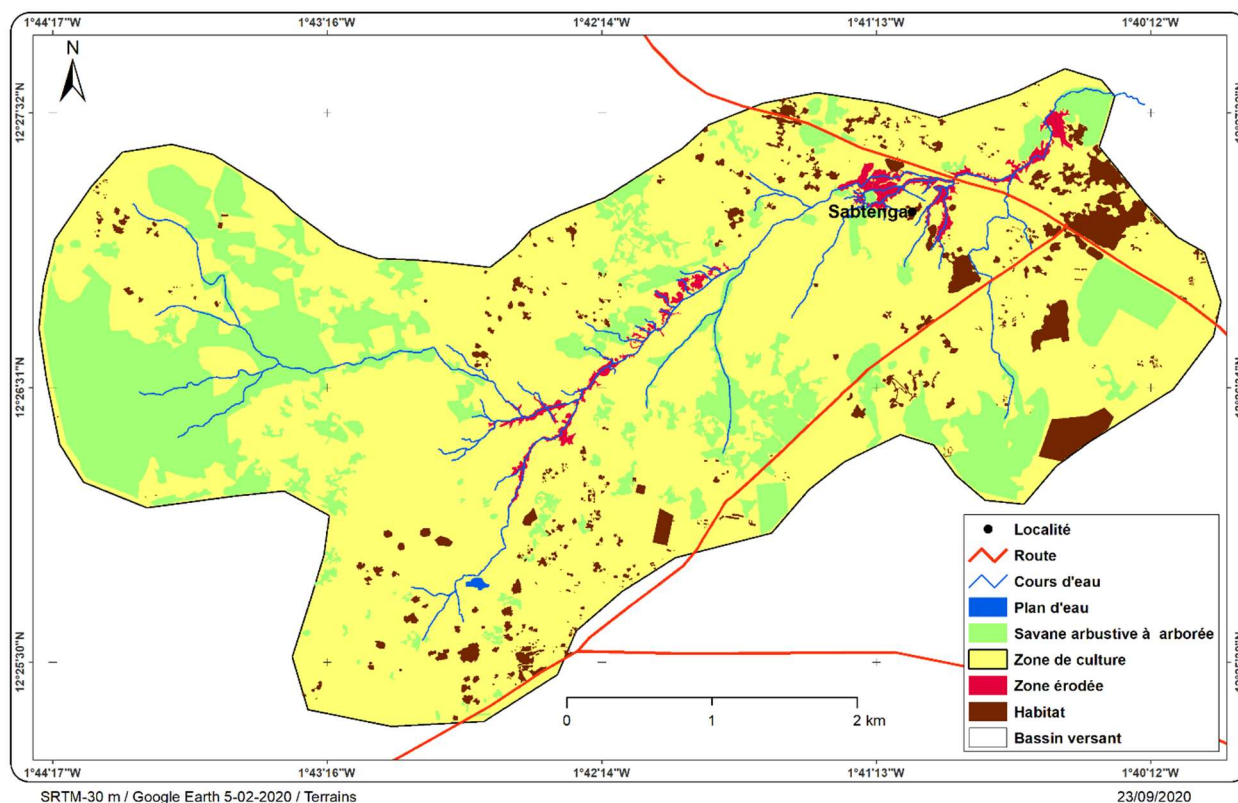 1°44'17"W 1°43'16"W 1°42'14"W 1°41'13"W 1°40'12"W
N
12°27'32"N
Sabtenga
12°26'31"N
12°25'30"N
Localité
Route
Cours d'eau
Plan d'eau
Savane arbustive à arborée
Zone de culture
Zone érodée
Habitat
Bassin versant
0 1 2 km
1°44'17"W 1°43'16"W 1°42'14"W 1°41'13"W 1°40'12"W
SRTM-30 m / Google Earth 5-02-2020 / Terrains 23/09/2020